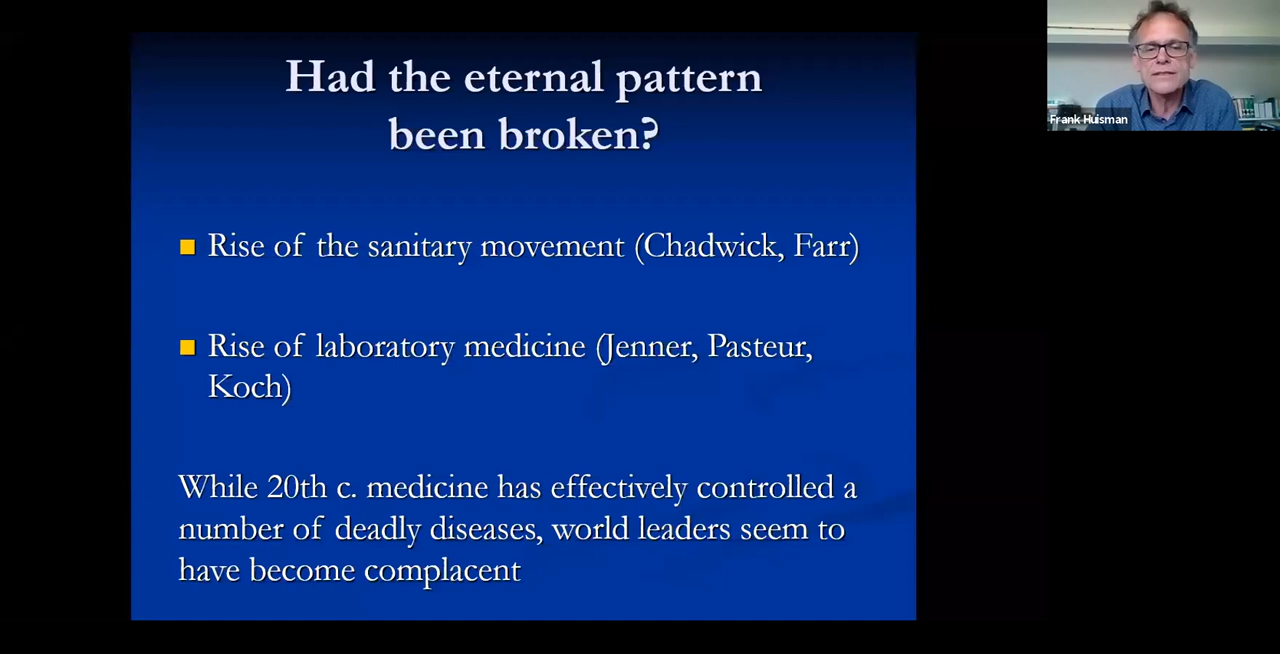 Had the eternal pattern
been broken?
Rise of the sanitary movement (Chadwick, Farr)
Rise of laboratory medicine (Jenner, Pasteur,
Koch)
While 20th c. medicine has effectively controlled a
number of deadly diseases, world leaders seem to
have become complacent
Frank Huisman